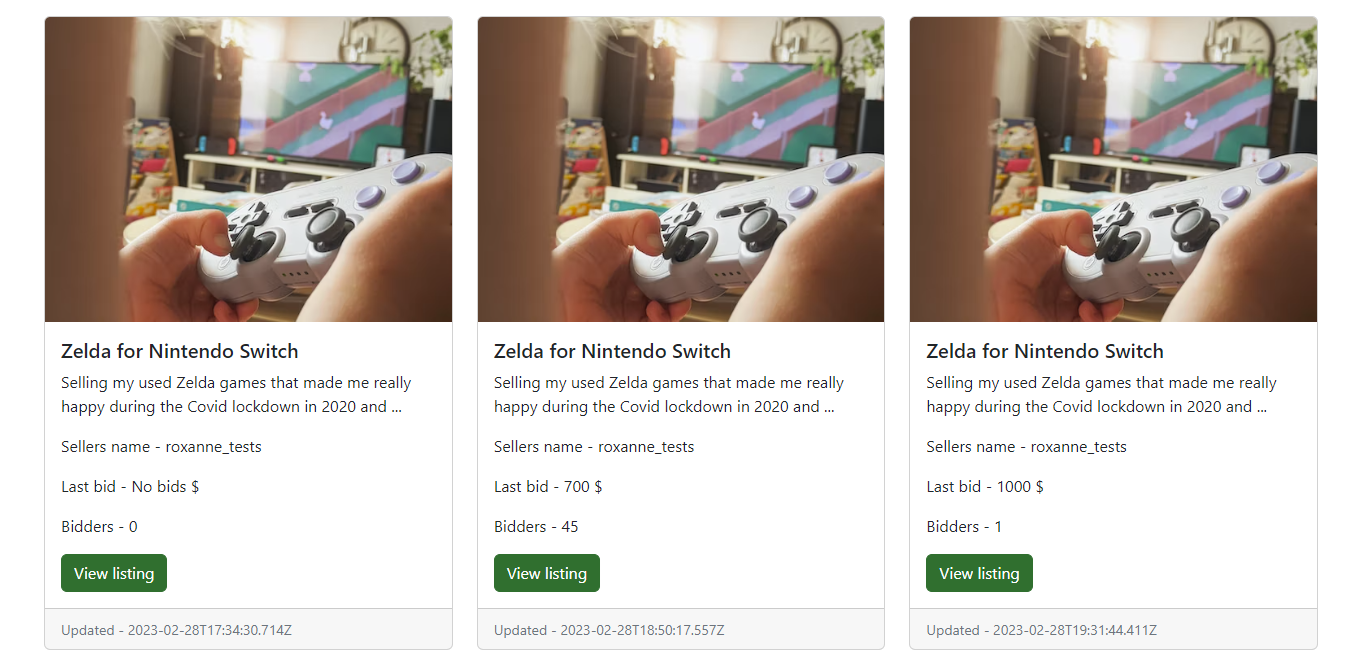 Zelda for Nintendo Switch
Selling my used Zelda games that made me really
happy during the Covid lockdown in 2020 and ...
Sellers name - roxanne_tests
Last bid - No bids $
Bidders - 0
View listing
Updated - 2023-02-28T17:34:30.714Z
Zelda for Nintendo Switch
Selling my used Zelda games that made me really
happy during the Covid lockdown in 2020 and ...
Sellers name - roxanne_tests
Last bid - 700 $
Bidders - 45
View listing
Updated - 2023-02-28T18:50:17.557Z
Zelda for Nintendo Switch
Selling my used Zelda games that made me really
happy during the Covid lockdown in 2020 and ...
Sellers name - roxanne_tests
Last bid - 1000 $
Bidders - 1
View listing
Updated - 2023-02-28T19:31:44.411Z